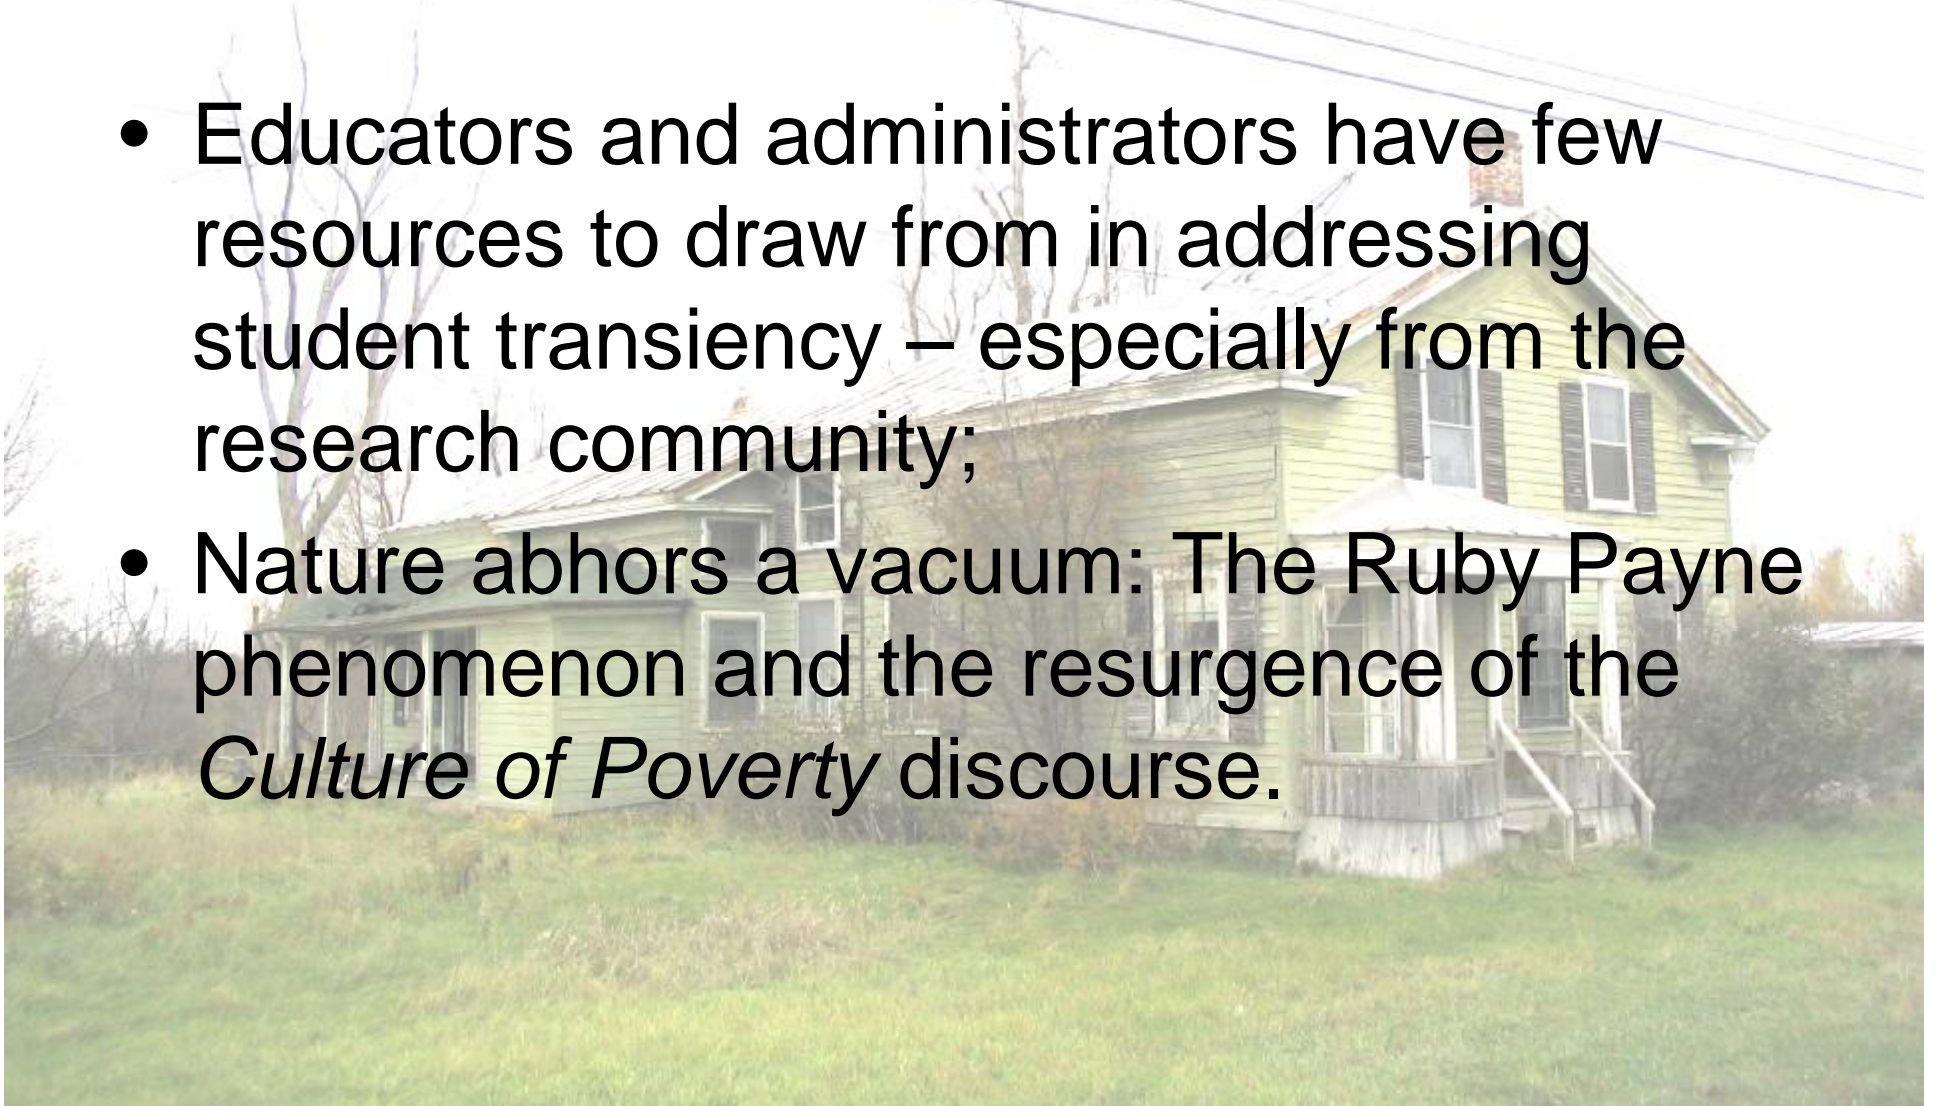 • Educators and administrators have few
resources to draw from in addressing
student transiency – especially from the
research community;
• Nature abhors a vacuum: The Ruby Payne
phenomenon and the resurgence of the
Culture of Poverty discourse.